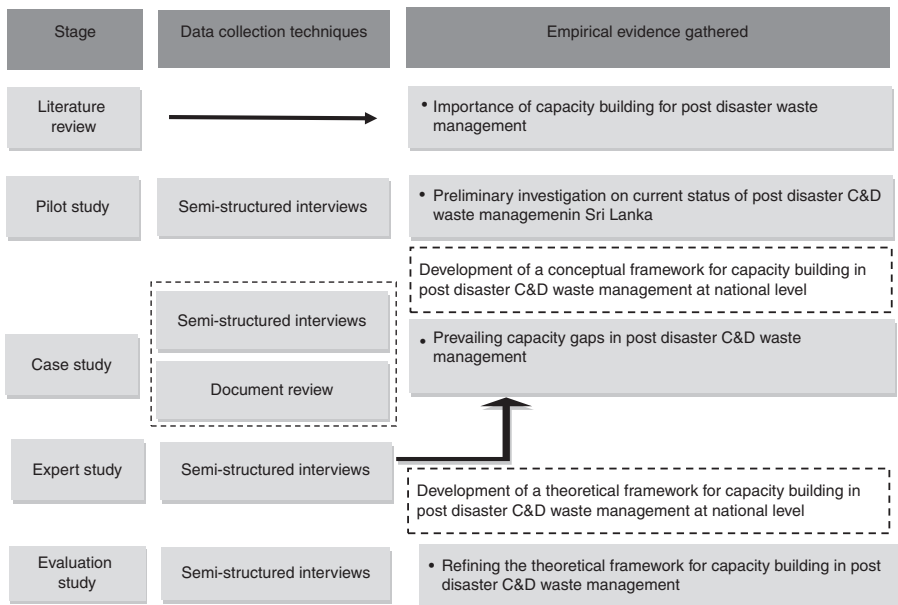 Stage
Data collection techniques
Empirical evidence gathered
Literature
review
• Importance of capacity building for post disaster waste
management
Pilot study
Semi-structured interviews
• Preliminary investigation on current status of post disaster C&D
waste managemenin Sri Lanka
Development of a conceptual framework for capacity building in
post disaster C&D waste management at national level
Case study
Semi-structured interviews
Document review
• Prevailing capacity gaps in post disaster C&D waste
management
Expert study
Semi-structured interviews
Development of a theoretical framework for capacity building in
post disaster C&D waste management at national level
Evaluation
study
Semi-structured interviews
• Refining the theoretical framework for capacity building in post
disaster C&D waste management